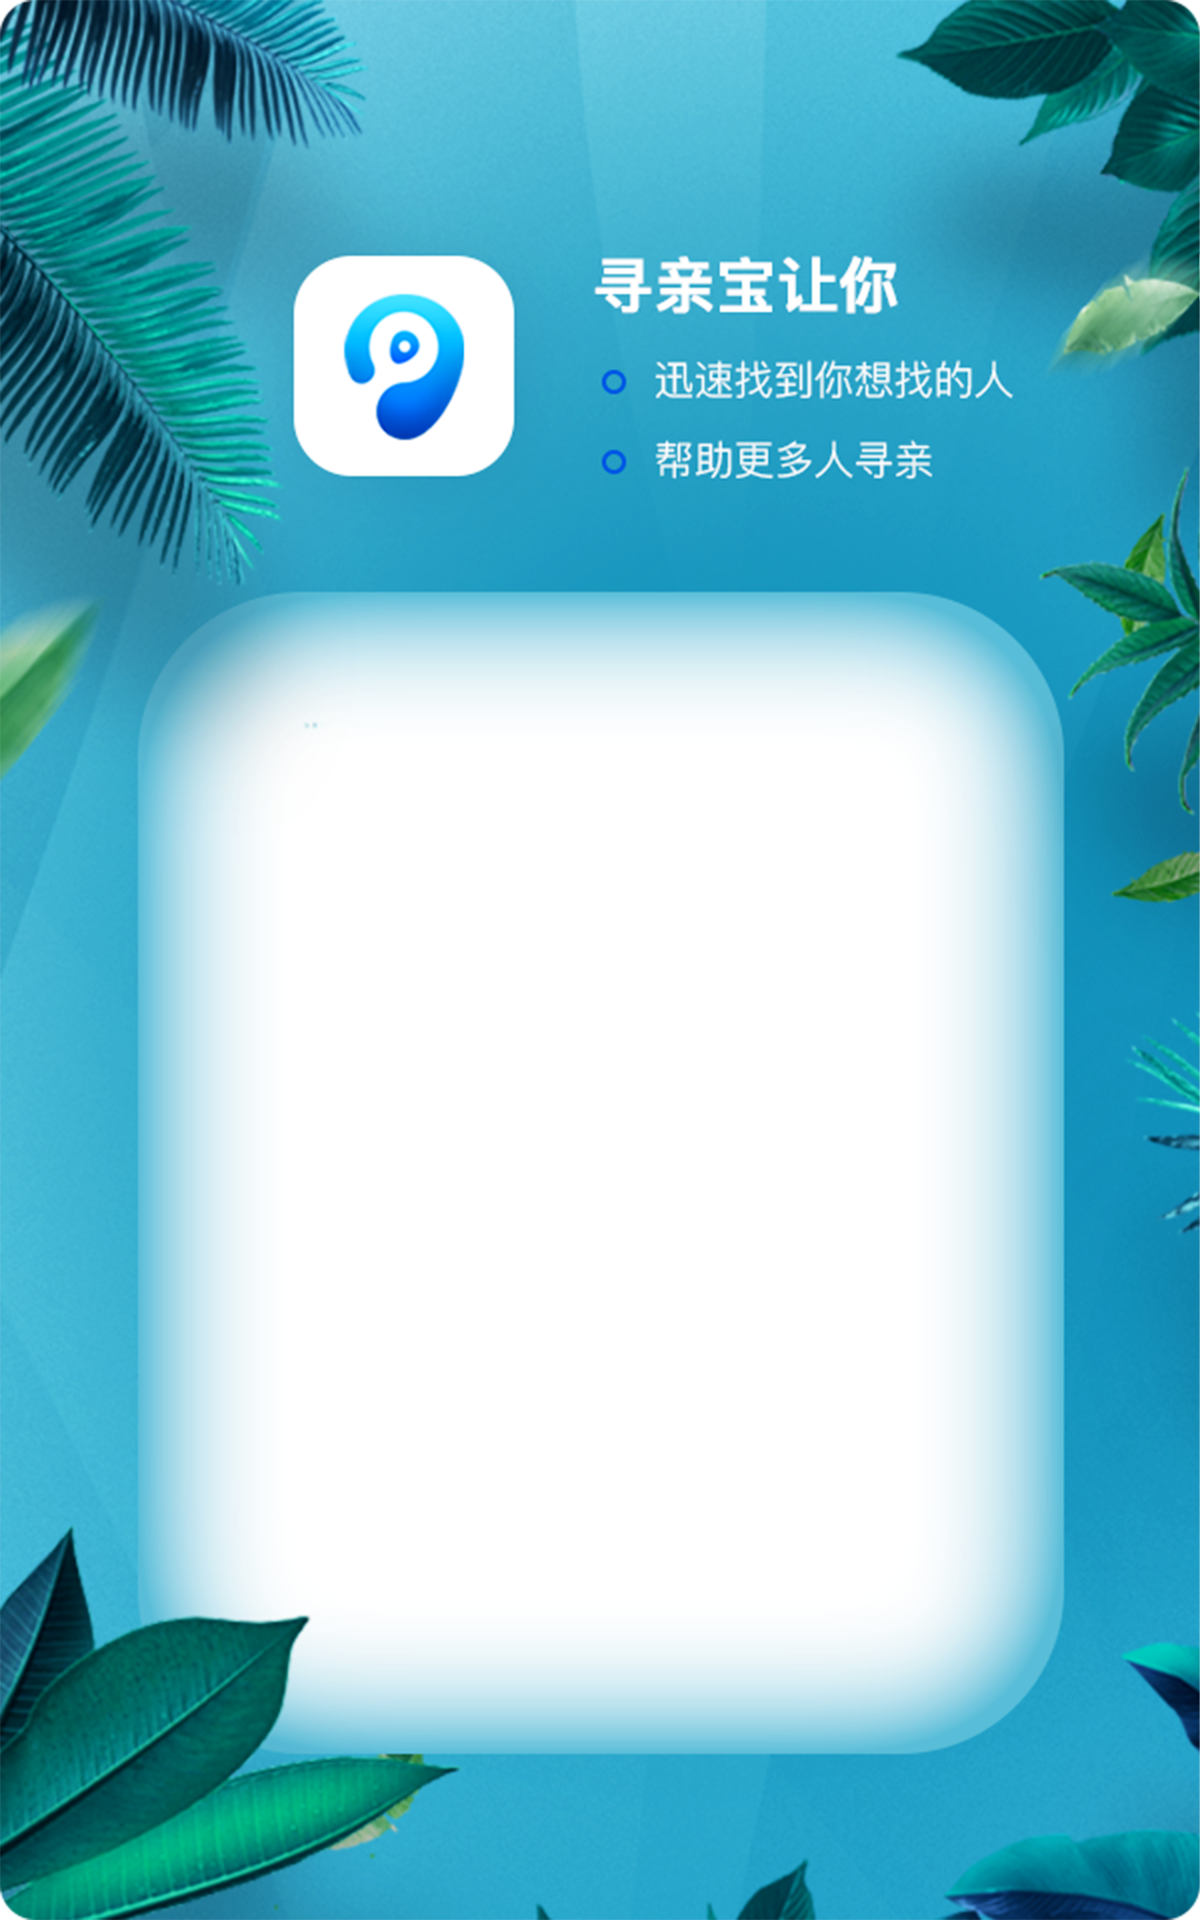 寻亲宝让你
迅速找到你想找的人
帮助更多人寻亲